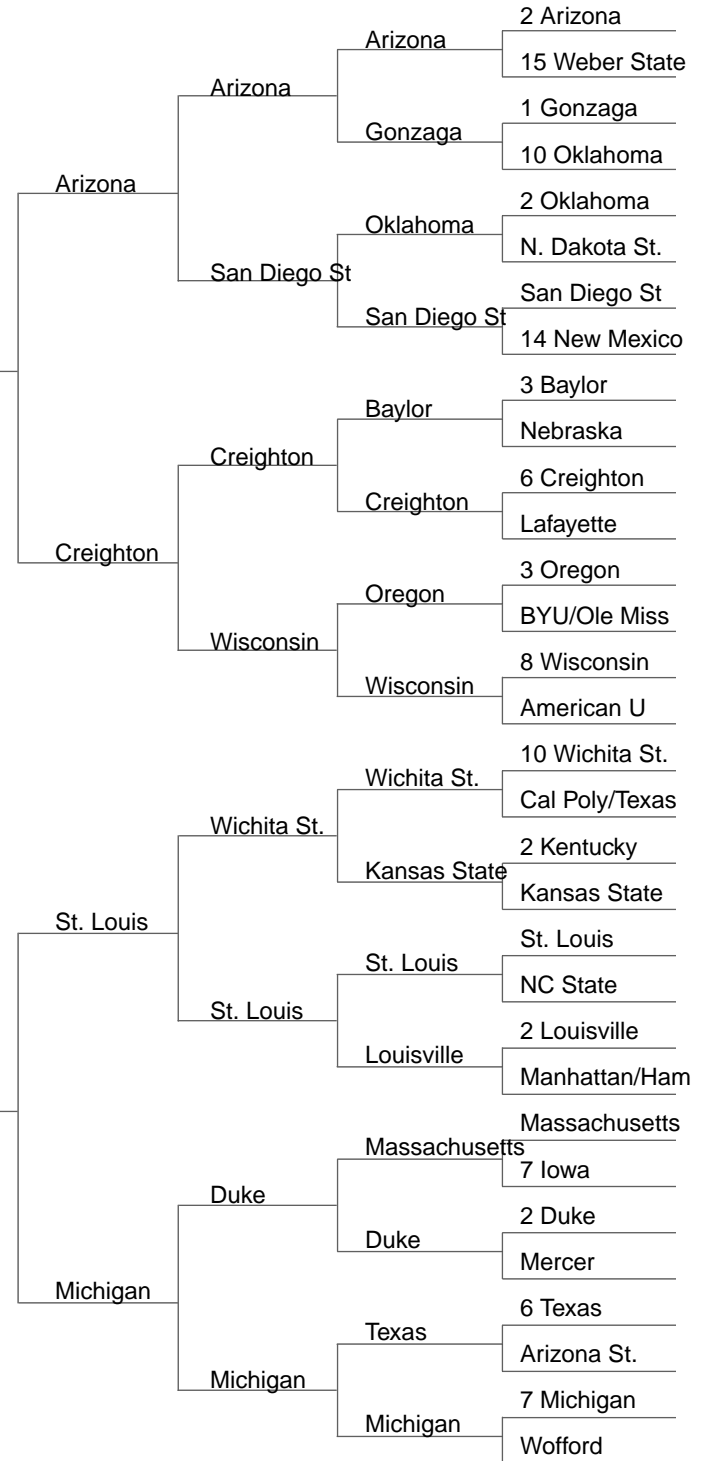 2 Arizona
Arizona
15 Weber State
Arizona
1 Gonzaga
Gonzaga
10 Oklahoma
Arizona
2 Oklahoma
Oklahoma
N. Dakota St.
San Diego St
San Diego St
San Diego St
14 New Mexico
3 Baylor
Baylor
Nebraska
Creighton
6 Creighton
Creighton
Lafayette
Creighton
3 Oregon
Oregon
BYU/Ole Miss
Wisconsin
8 Wisconsin
Wisconsin
American U
10 Wichita St.
Wichita St.
Cal Poly/Texas
Wichita St.
2 Kentucky
Kansas State
Kansas State
St. Louis
St. Louis
St. Louis
NC State
St. Louis
2 Louisville
Louisville
Manhattan/Ham
Massachusetts
Massachusetts
7 Iowa
Duke
2 Duke
Duke
Mercer
Michigan
6 Texas
Texas
Arizona St.
Michigan
7 Michigan
Michigan
Wofford